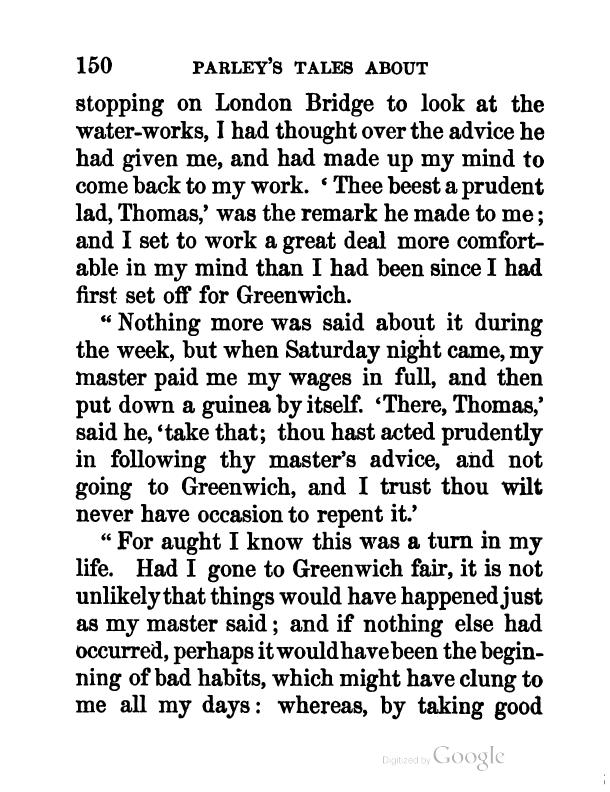 150 PARLEY'S TALES ABOUT
stopping on London Bridge to look at the
water-works, I had thought over the advice he
had given me, and had made up my mind to
come back to my work. ‘ Thee beest a prudent
lad, Thomas,’ was the remark he made to me;
and I set to work a great deal more comfort-
able in my mind than I had been since I had
first set off for Greenwich.
“ Nothing more was said about it during
the week, but when Saturday night came, my
master paid me my wages in full, and then
put down a guinea by itself. ‘There, Thomas,’
said he, ‘take that; thou hast acted prudently
in following thy master’s advice, and not
going to Greenwich, and I trust thou wilt
never have occasion to repent it.’
“ For aught I know this was a turn in my
life. Had I gone to Greenwich fair, it is not
unlikely that things would have happened just
as my master said; and if nothing else had
occurred, perhaps it would have been the begin-
ning of bad habits, which might have clung to
me all my days: whereas, by taking good
Digitized by Google